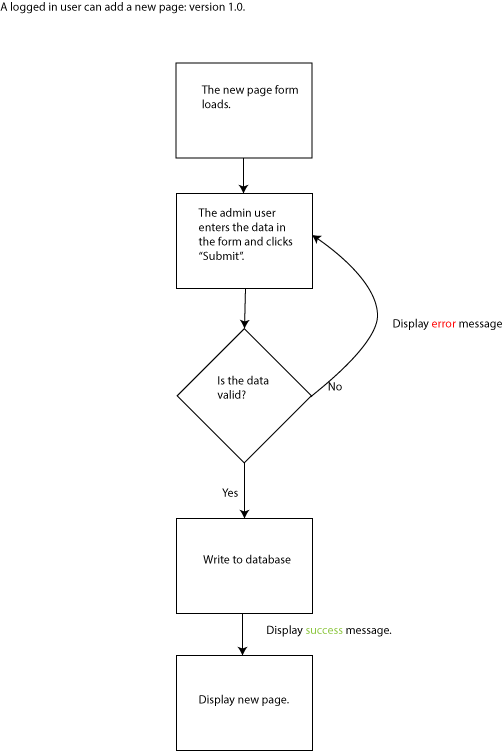 A logged in user can add a new page: version 1.0.
The new page form
loads.
The admin user
enters the data in
the form and clicks
“Submit”.
Display error message
Is the data
valid?
No
Yes
Write to database
Display success message.
Display new page.